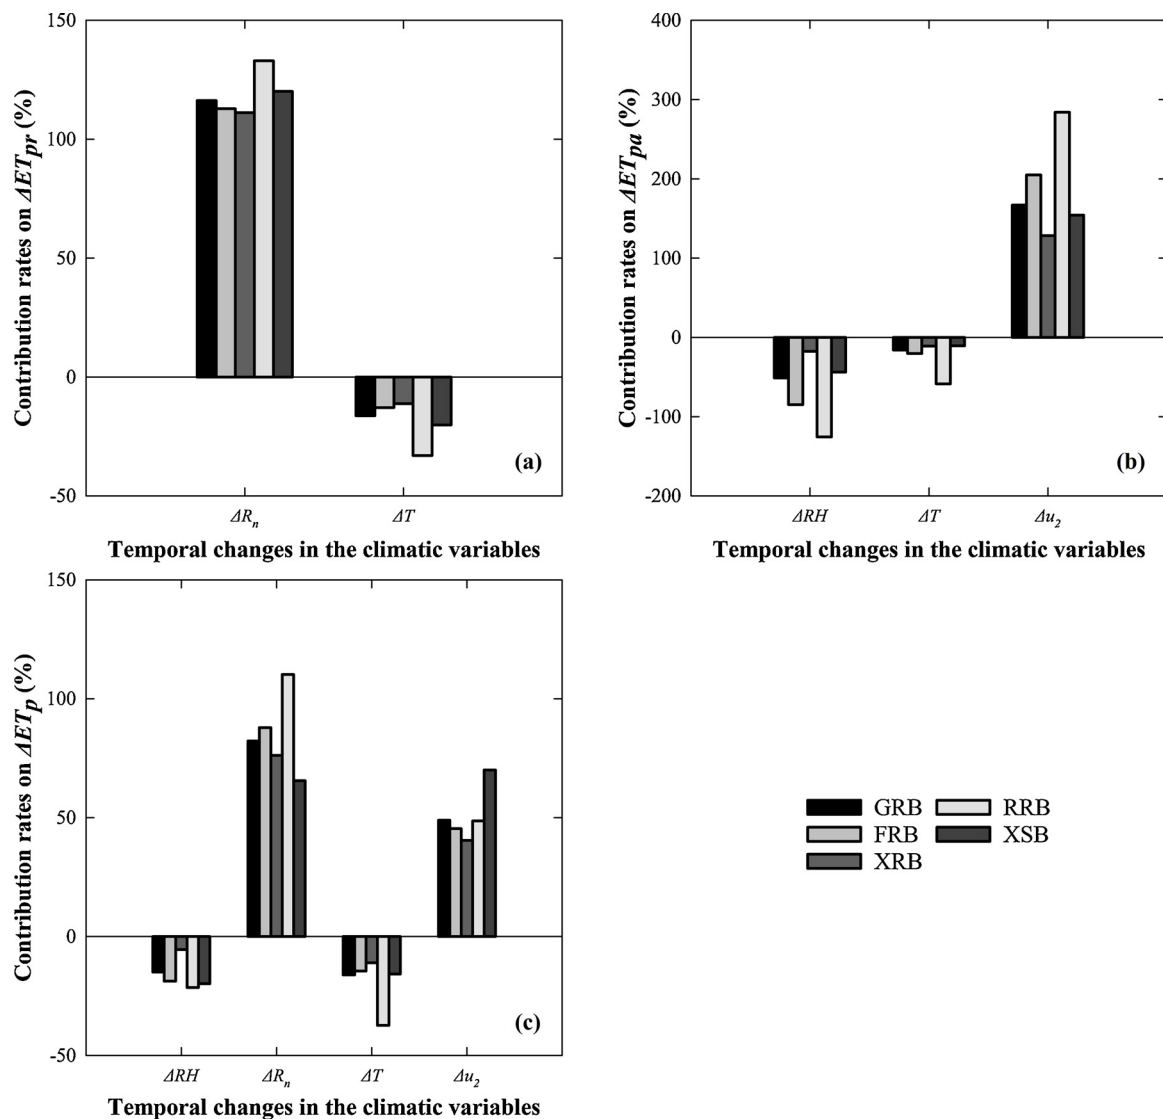 Contribution rates on ΔET_pr (%)
150
100
50
0
-50
(a)
ΔR_n ΔT
Temporal changes in the climatic variables
Contribution rates on ΔET_pa (%)
400
300
200
100
0
-100
-200
(b)
ΔRH ΔT Δu_2
Temporal changes in the climatic variables
Contribution rates on ΔET_p (%)
150
100
50
0
-50
(c)
ΔRH ΔR_n ΔT Δu_2
Temporal changes in the climatic variables
GRB RRB
FRB XSB
XRB